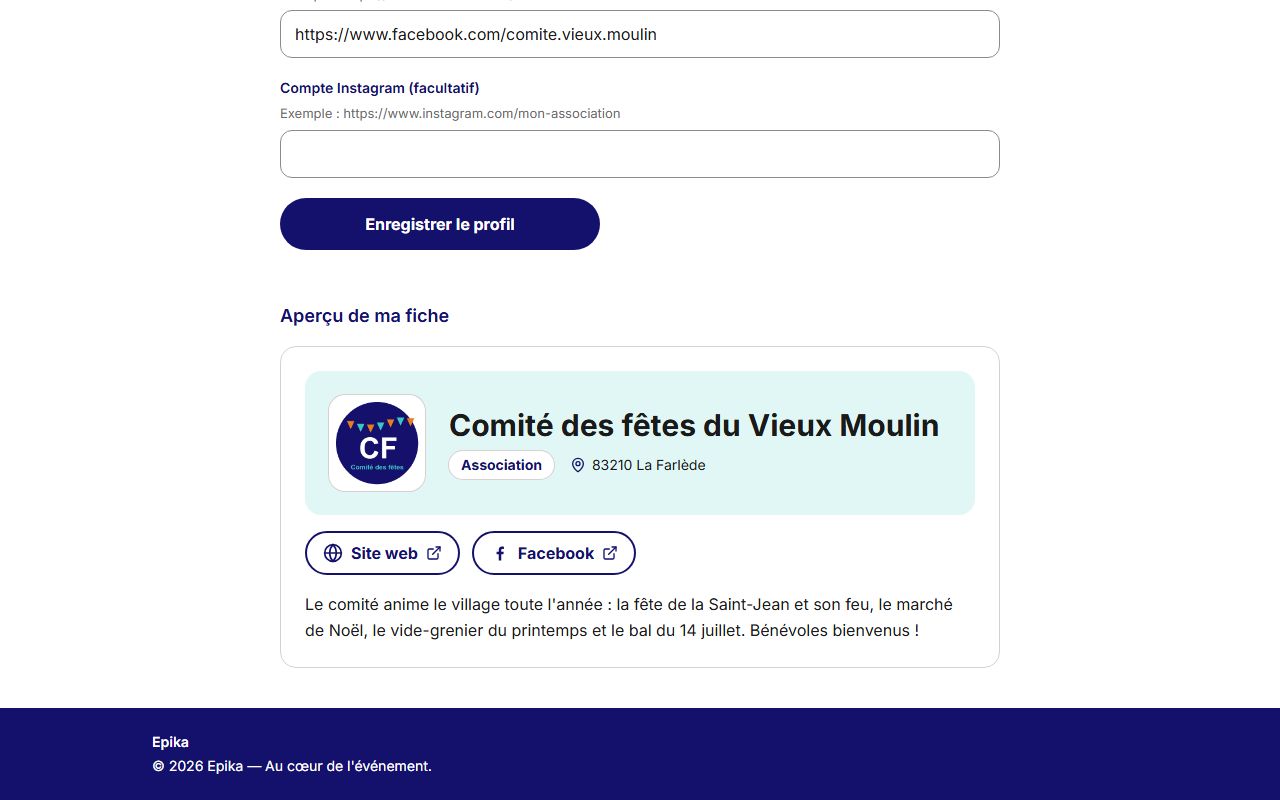 https://www.facebook.com/comite.vieux.moulin
Compte Instagram (facultatif)
Exemple : https://www.instagram.com/mon-association
Enregistrer le profil
Aperçu de ma fiche
CF
Comité des fêtes
Comité des fêtes du Vieux Moulin
Association
83210 La Farlède
Site web
Facebook
Le comité anime le village toute l'année : la fête de la Saint-Jean et son feu, le marché
de Noël, le vide-grenier du printemps et le bal du 14 juillet. Bénévoles bienvenus !
Epika
© 2026 Epika — Au cœur de l'événement.